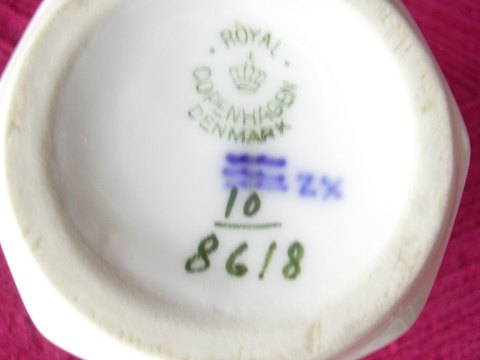 ROYAL
COPENHAGEN
DENMARK
ZX
10
8618